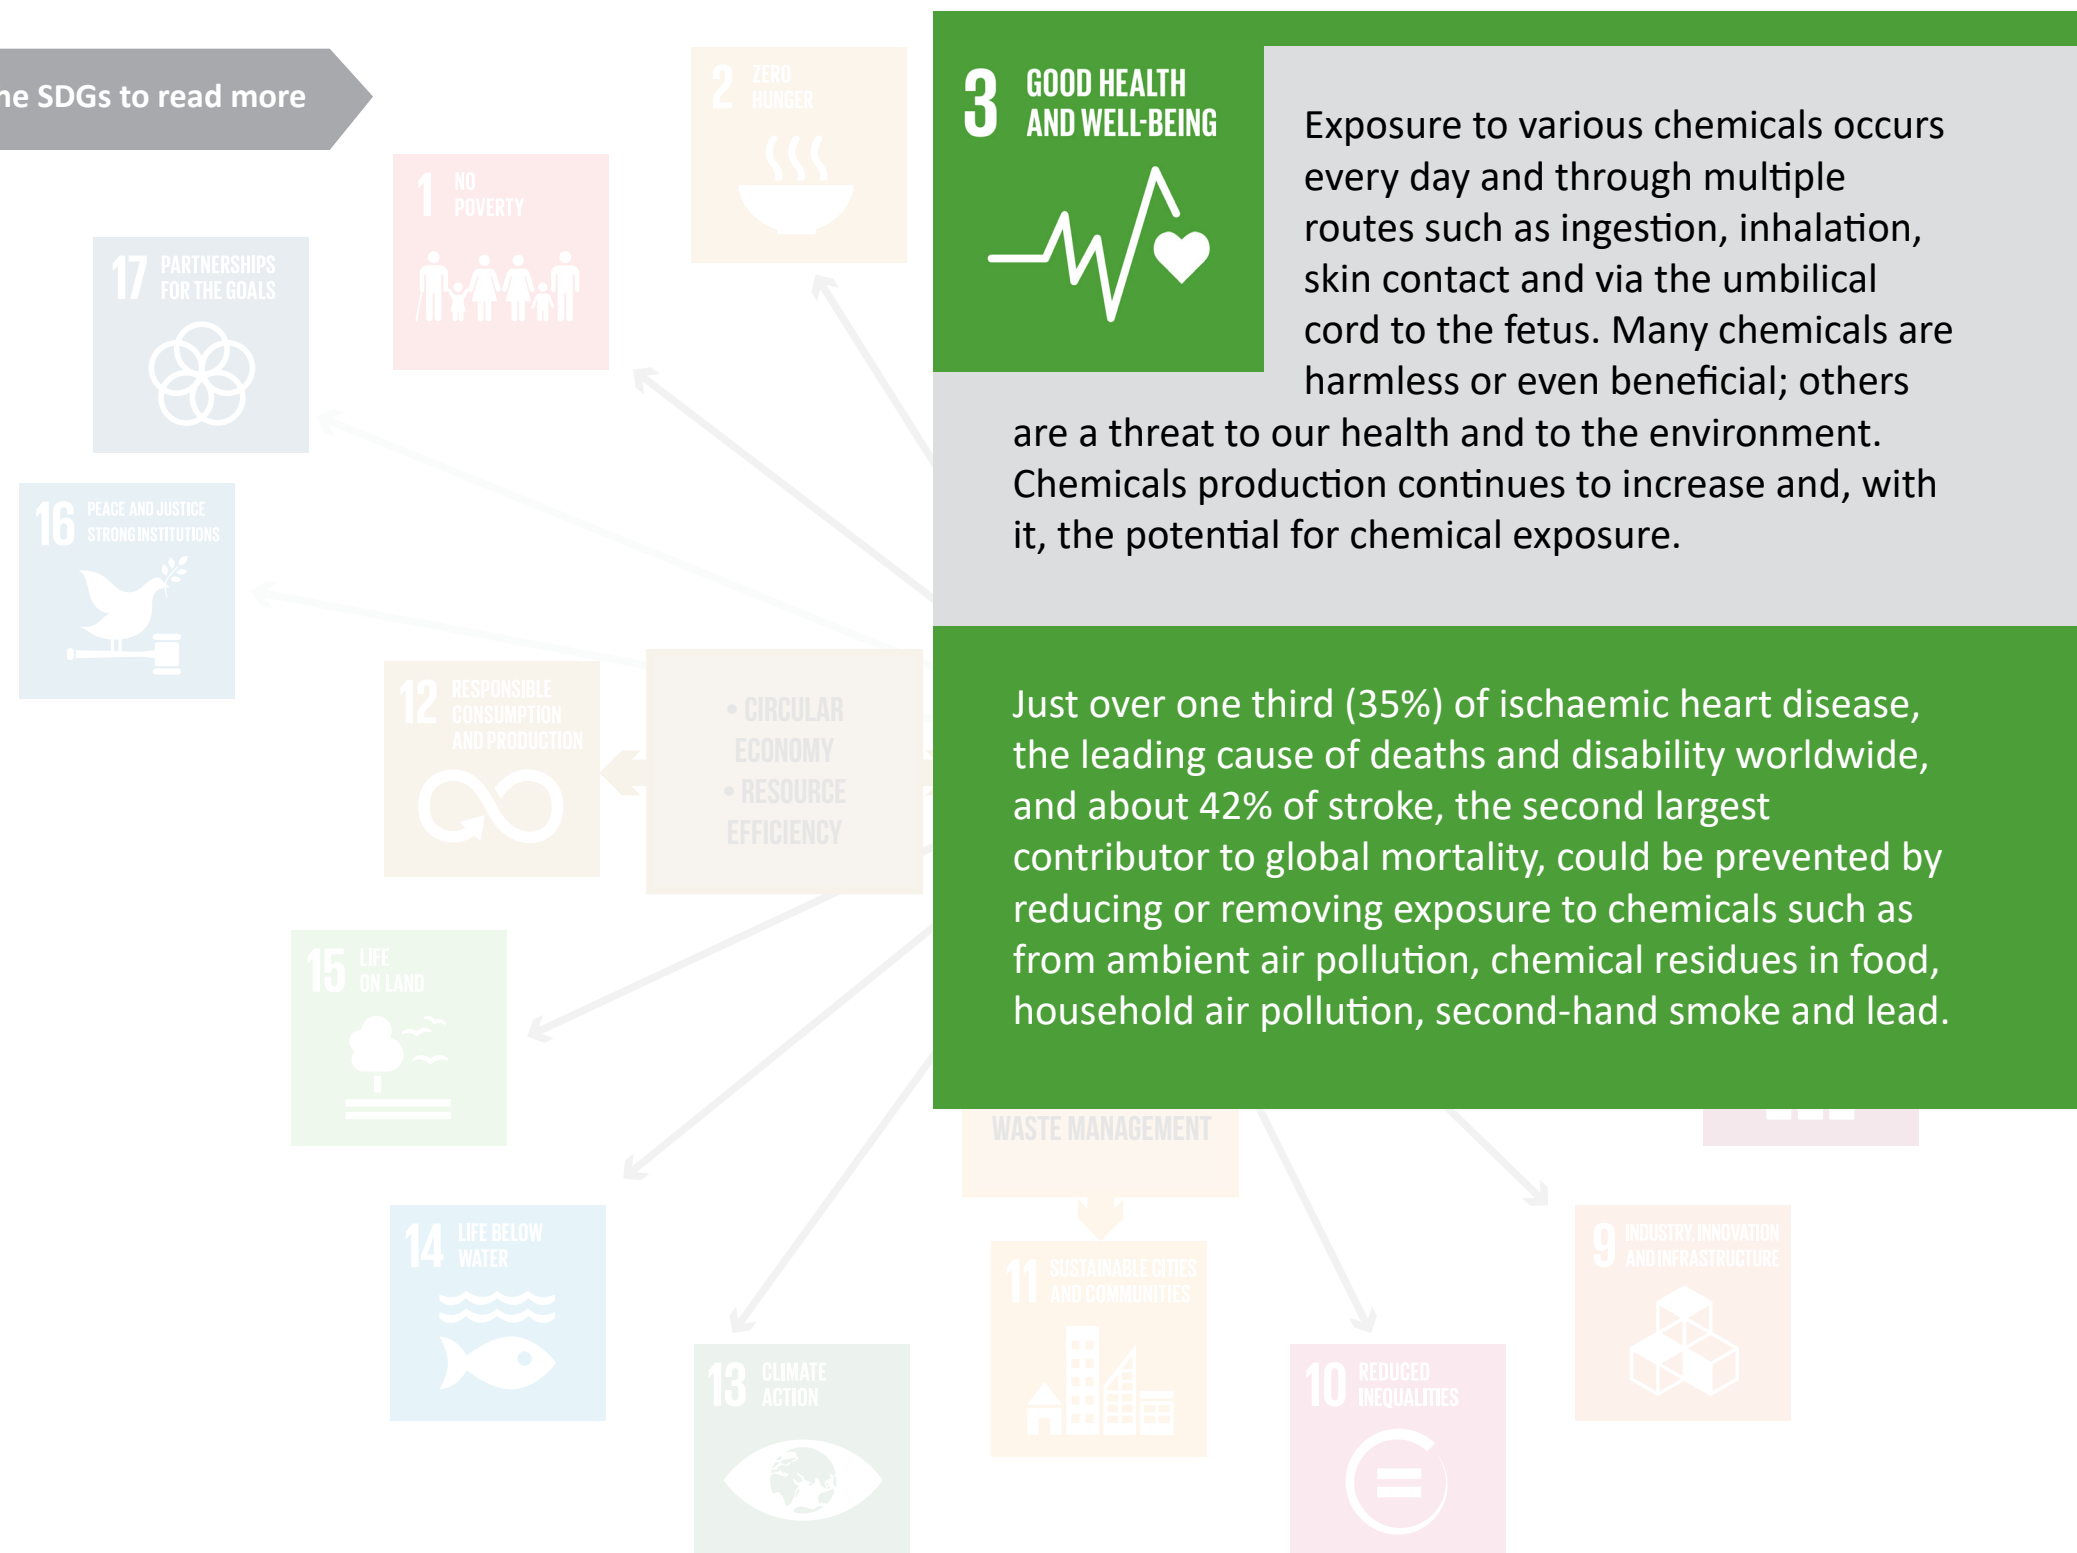 he SDGs to read more
2 ZERO
HUNGER
3 GOOD HEALTH
AND WELL-BEING
Exposure to various chemicals occurs
every day and through multiple
routes such as ingestion, inhalation,
skin contact and via the umbilical
cord to the fetus. Many chemicals are
harmless or even beneficial; others
are a threat to our health and to the environment.
Chemicals production continues to increase and, with
it, the potential for chemical exposure.
Just over one third (35%) of ischaemic heart disease,
the leading cause of deaths and disability worldwide,
and about 42% of stroke, the second largest
contributor to global mortality, could be prevented by
reducing or removing exposure to chemicals such as
from ambient air pollution, chemical residues in food,
household air pollution, second-hand smoke and lead.
1 NO
POVERTY
17 PARTNERSHIPS
FOR THE GOALS
16 PEACE AND JUSTICE
STRONG INSTITUTIONS
12 RESPONSIBLE
CONSUMPTION
AND PRODUCTION
• CIRCULAR
ECONOMY
• RESOURCE
EFFICIENCY
15 LIFE
ON LAND
WASTE MANAGEMENT
14 LIFE BELOW
WATER
11 SUSTAINABLE CITIES
AND COMMUNITIES
9 INDUSTRY, INNOVATION
AND INFRASTRUCTURE
13 CLIMATE
ACTION
10 REDUCED
INEQUALITIES